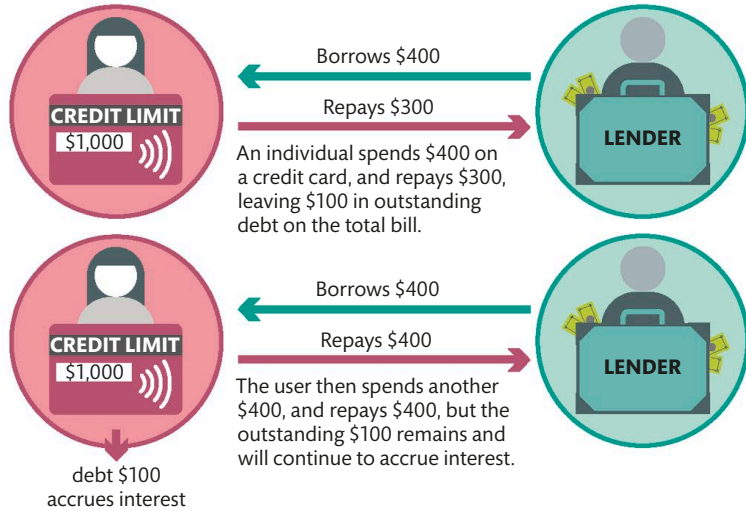 Borrows $400
CREDIT LIMIT
$1,000
Repays $300
LENDER
An individual spends $400 on
a credit card, and repays $300,
leaving $100 in outstanding
debt on the total bill.
Borrows $400
CREDIT LIMIT
$1,000
Repays $400
LENDER
The user then spends another
$400, and repays $400, but the
outstanding $100 remains and
will continue to accrue interest.
debt $100
accrues interest